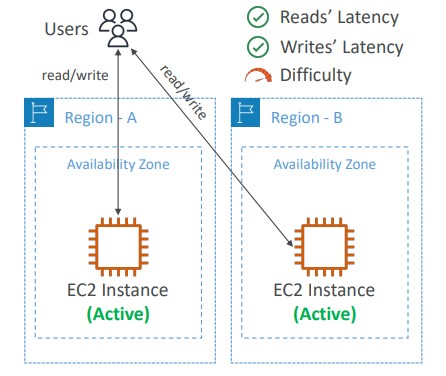 Users
Reads' Latency
Writes' Latency
Difficulty
read/write
read/write
Region - A
Region - B
Availability Zone
Availability Zone
EC2 Instance
(Active)
EC2 Instance
(Active)